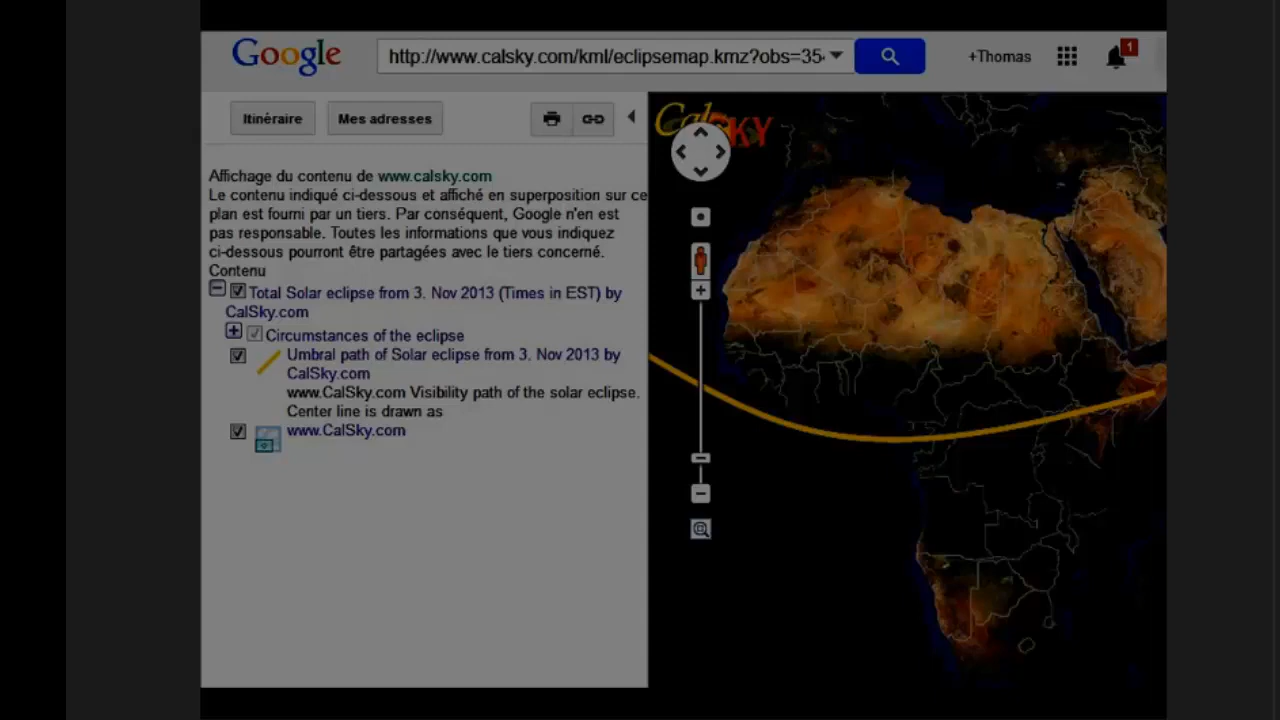 Google
http://www.calsky.com/kml/eclipsemap.kmz?obs=354
+Thomas
1
Itinéraire
Mes adresses
CalSKY
Affichage du contenu de www.calsky.com
Le contenu indiqué ci-dessous et affiché en superposition sur ce
plan est fourni par un tiers. Par conséquent, Google n'en est
pas responsable. Toutes les informations que vous indiquez
ci-dessous pourront être partagées avec le tiers concerné.
Contenu
Total Solar eclipse from 3. Nov 2013 (Times in EST) by
CalSky.com
Circumstances of the eclipse
Umbral path of Solar eclipse from 3. Nov 2013 by
CalSky.com
www.CalSky.com Visibility path of the solar eclipse.
Center line is drawn as
www.CalSky.com